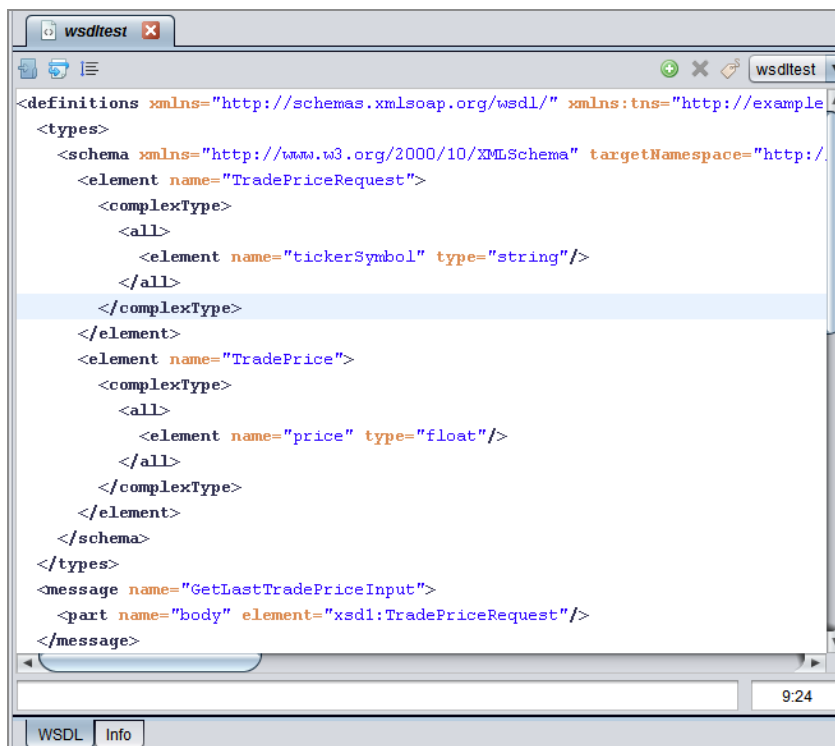 wsdltest
wsdltest
<definitions xmlns="http://schemas.xmlsoap.org/wsdl/" xmlns:tns="http://example
<types>
<schema xmlns="http://www.w3.org/2000/10/XMLSchema" targetNamespace="http:/
<element name="TradePriceRequest">
<complexType>
<all>
<element name="tickerSymbol" type="string"/>
</all>
</complexType>
</element>
<element name="TradePrice">
<complexType>
<all>
<element name="price" type="float"/>
</all>
</complexType>
</element>
</schema>
</types>
<message name="GetLastTradePriceInput">
<part name="body" element="xsd1:TradePriceRequest"/>
</message>
9:24
WSDL Info